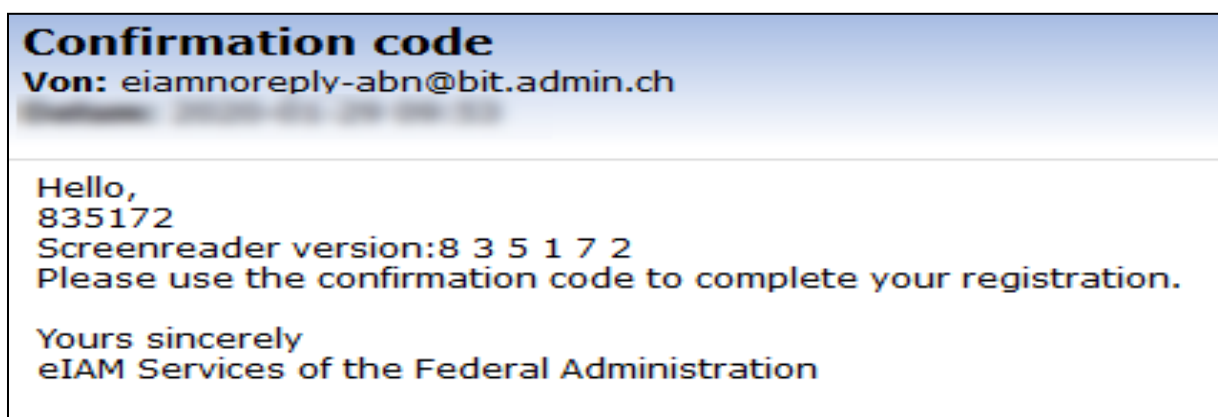 Confirmation code
Von: eiamnoreply-abn@bit.admin.ch
Hello,
835172
Screenreader version:8 3 5 1 7 2
Please use the confirmation code to complete your registration.
Yours sincerely
eIAM Services of the Federal Administration